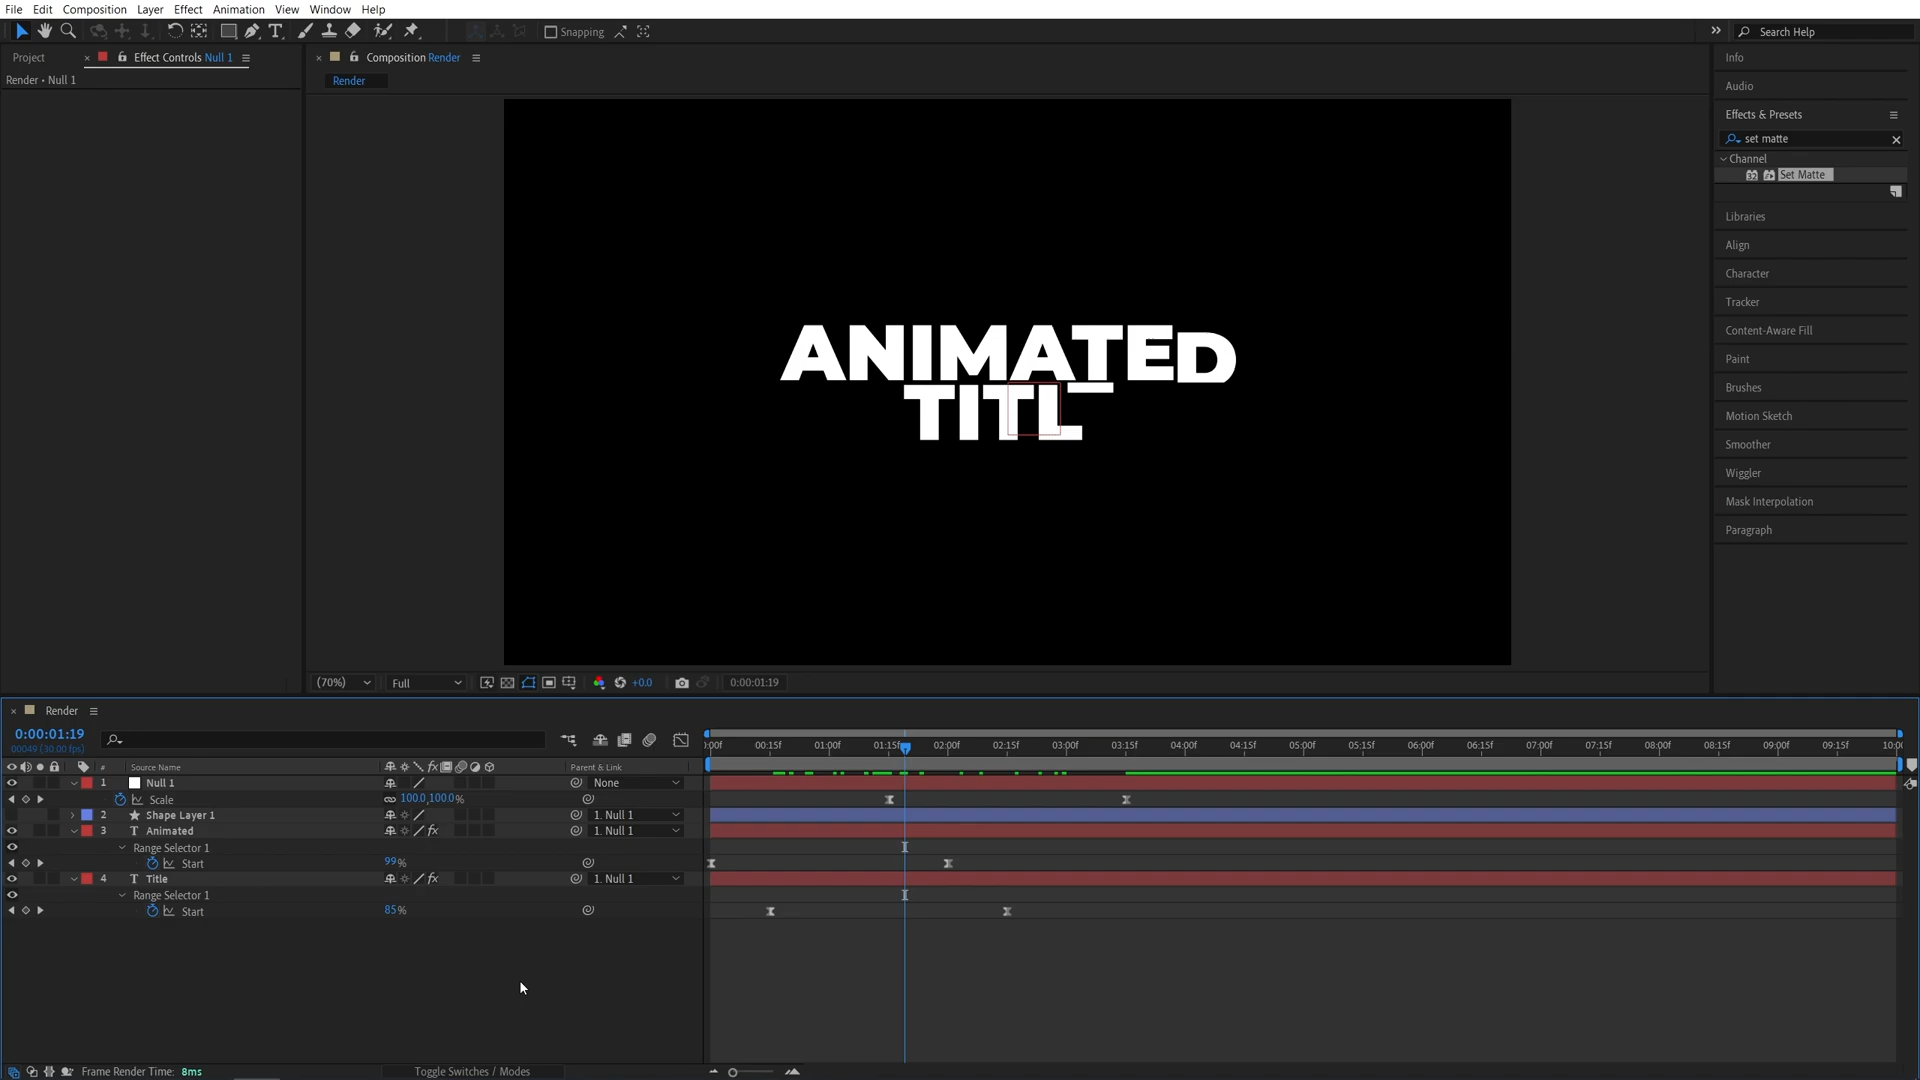 File Edit Composition Layer Effect Animation View Window Help
Snapping
Search Help
Project
Effect Controls Null 1
Composition Render
Render • Null 1
Render
ANIMATED
TITL
(70%)
Full
+0.0
0:00:01:19
Info
Audio
Effects & Presets
set matte
Channel
32
Set Matte
Libraries
Align
Character
Tracker
Content-Aware Fill
Paint
Brushes
Motion Sketch
Smoother
Wiggler
Mask Interpolation
Paragraph
Render
0:00:01:19
00049 (30.00 fps)
# Source Name
Parent & Link
1 Null 1 None
Scale 100.0,100.0%
2 Shape Layer 1 1. Null 1
3 T Animated fx 1. Null 1
Range Selector 1
Start 99%
4 T Title fx 1. Null 1
Range Selector 1
Start 85%
):00f 00:15f 01:00f 01:15f 02:00f 02:15f 03:00f 03:15f 04:00f 04:15f 05:00f 05:15f 06:00f 06:15f 07:00f 07:15f 08:00f 08:15f 09:00f 09:15f 10:0(
Frame Render Time: 8ms
Toggle Switches / Modes